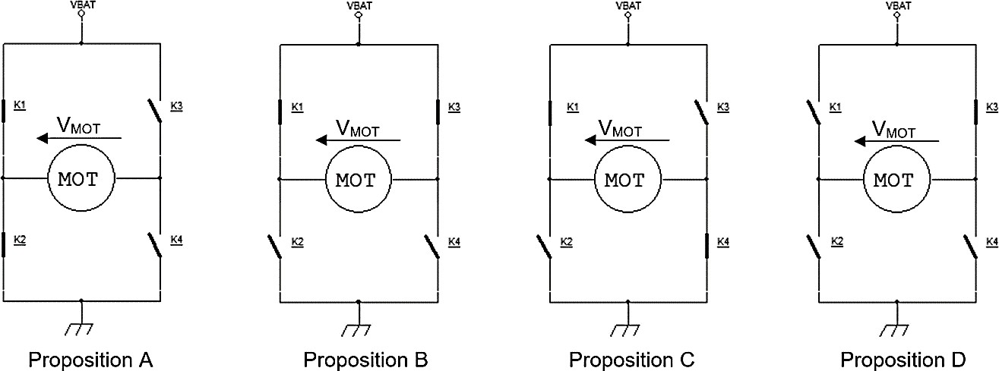 VBAT
K1
K3
VMOT
MOT
K2
K4
Proposition A
VBAT
K1
K3
VMOT
MOT
K2
K4
Proposition B
VBAT
K1
K3
VMOT
MOT
K2
K4
Proposition C
VBAT
K1
K3
VMOT
MOT
K2
K4
Proposition D